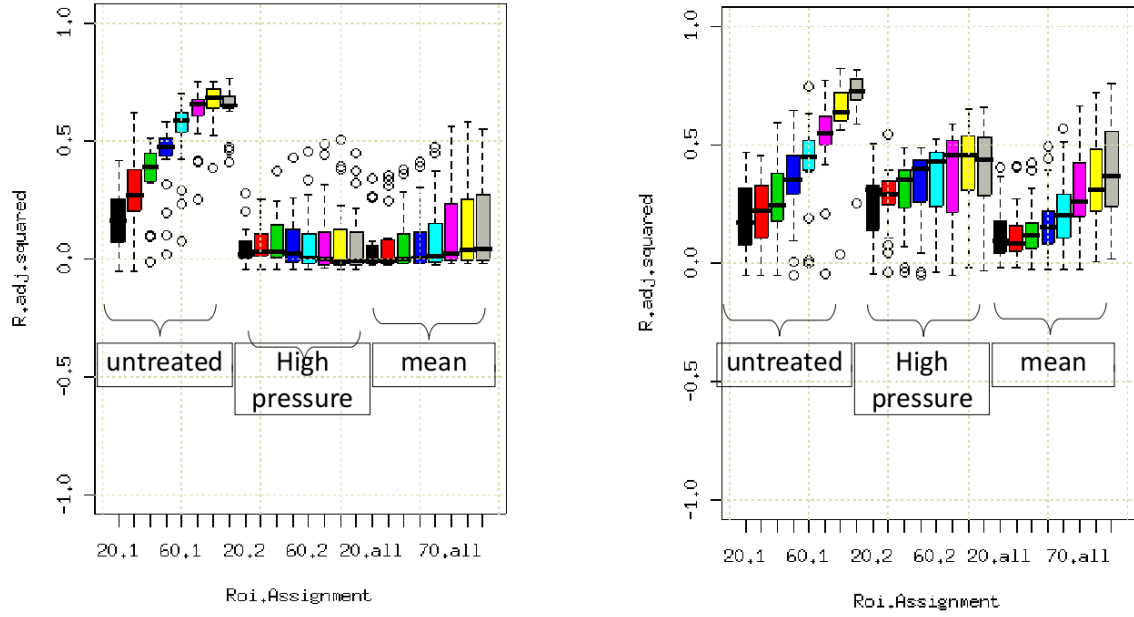 1.0
0.5
0.0
-0.5
-1.0
R.adj.squared
untreated
High
pressure
mean
20.1 60.1 20.2 60.2 20.all 70.all
Roi.Assignment
1.0
0.5
0.0
-0.5
-1.0
R.adj.squared
untreated
High
pressure
mean
20.1 60.1 20.2 60.2 20.all 70.all
Roi.Assignment